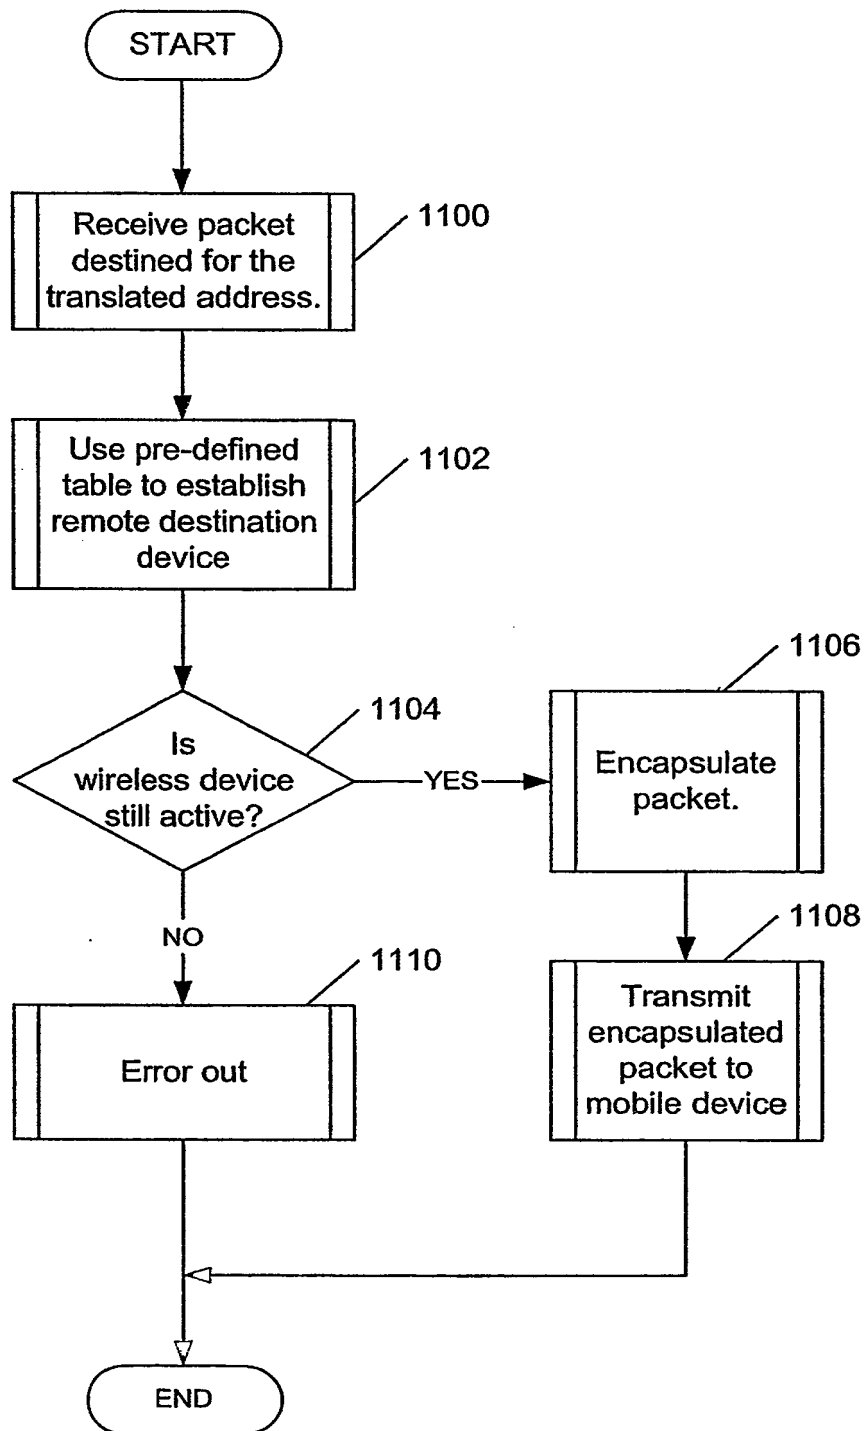 START
Receive packet
destined for the
translated address.
1100
Use pre-defined
table to establish
remote destination
device
1102
Is
wireless device
still active?
1104
YES
Encapsulate
packet.
1106
NO
Error out
1110
Transmit
encapsulated
packet to
mobile device
1108
END